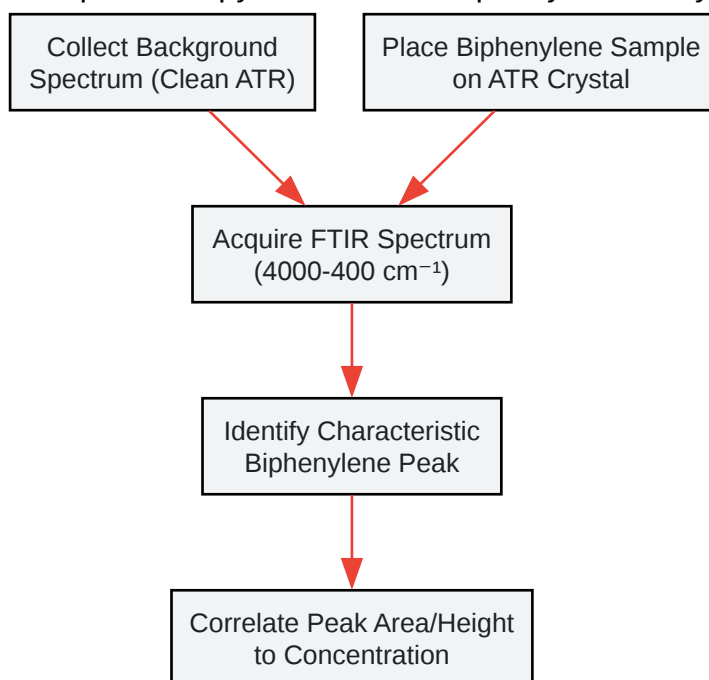 Collect Background
Spectrum (Clean ATR)
Place Biphenylene Sample
on ATR Crystal
Acquire FTIR Spectrum
(4000-400 cm⁻¹)
Identify Characteristic
Biphenylene Peak
Correlate Peak Area/Height
to Concentration